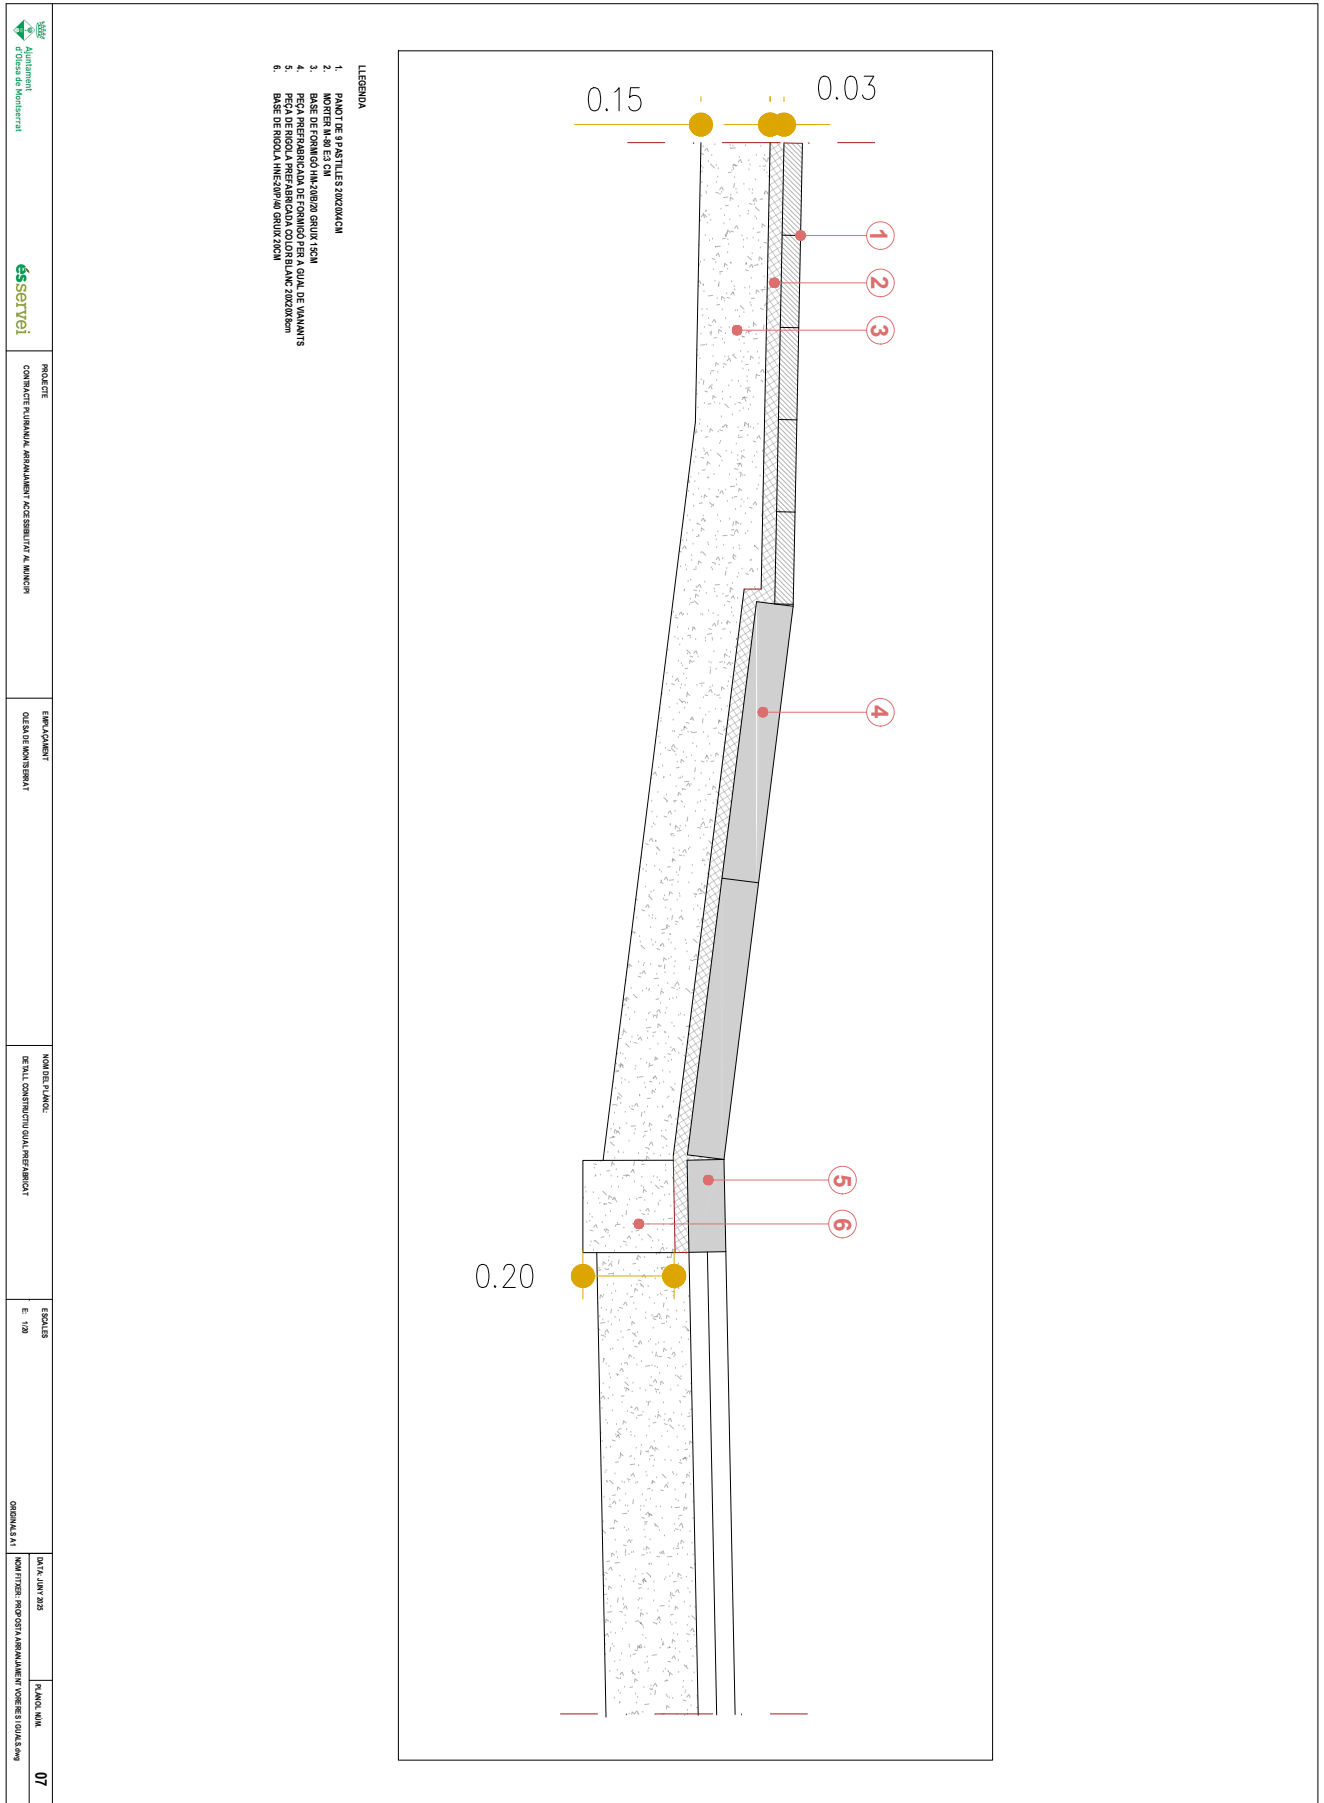 0.15
0.03
1
2
3
4
5
6
0.20
LLEGENDA
1. PANOT DE 9 PASTILLES 20X20X4CM
2. MORTER M-80 E:3 CM
3. BASE DE FORMIGÓ HM-20/B/20 GRUIX 15CM
4. PEÇA PREFRABRICADA DE FORMIGÓ PER A GUAL DE VIANANTS
5. PEÇA DE RIGOLA PREFABRICADA COLOR BLANC 20X20X8cm
6. BASE DE RIGOLA HNE-20/P/40 GRUIX 20CM
Ajuntament
d'Olesa de Montserrat
ésservei
PROJECTE
CONTRACTE PLURIANUAL ARRANJAMENT ACCESSIBILITAT AL MUNICIPI
EMPLAÇAMENT
OLESA DE MONTSERRAT
NOM DEL PLÀNOL:
DETALL CONSTRUCTIU GUAL PREFABRICAT
ESCALES
E: 1/20
ORIGINALS A1
DATA: JUNY 2025
NOM FITXER: PROPOSTA ARRANJAMENT VORERES I GUALS.dwg
PLÀNOL NÚM.
07